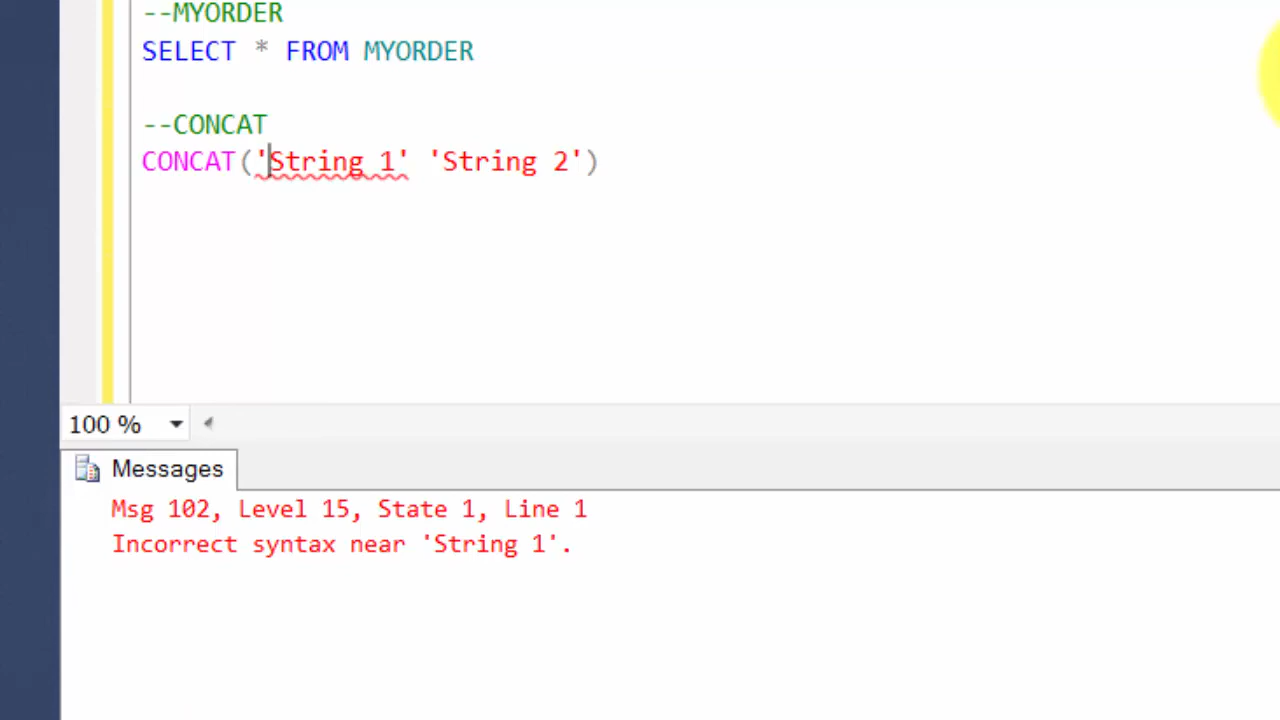 --MYORDER
SELECT * FROM MYORDER
--CONCAT
CONCAT('String 1' 'String 2')
100 %
Messages
Msg 102, Level 15, State 1, Line 1
Incorrect syntax near 'String 1'.